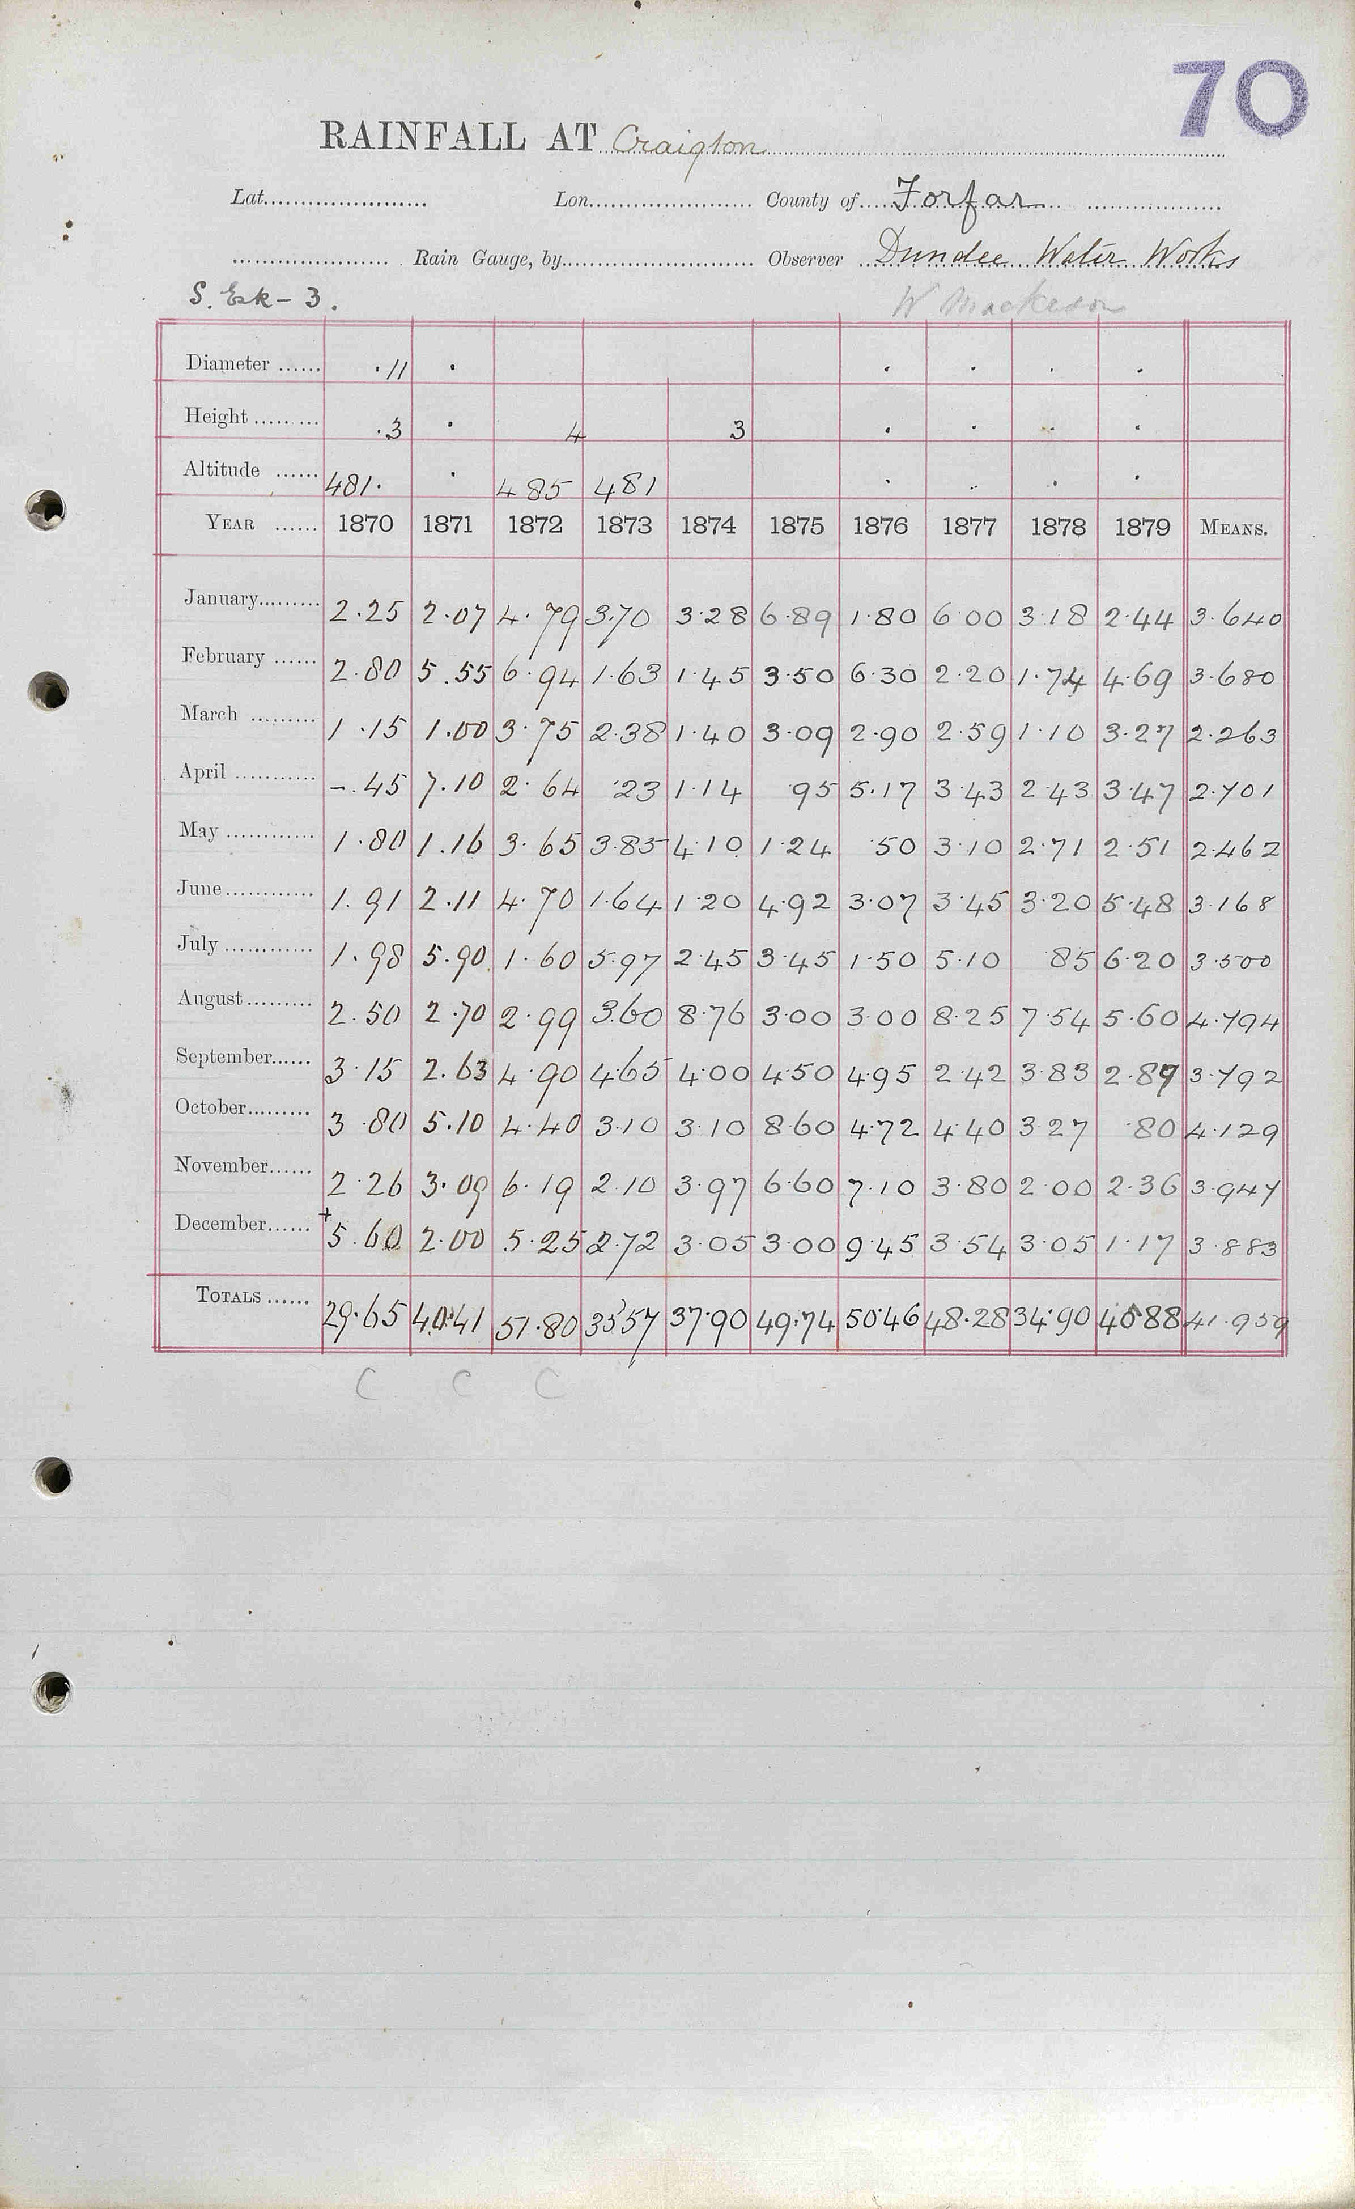 70
RAINFALL AT Craigton
Lat. Lon. County of Forfar
Rain Gauge, by Observer Dundee Water Works
S. Esk - 3.
Diameter ·11
Height ·3 4 3
Altitude 481· 485 481
YEAR 1870 1871 1872 1873 1874 1875 1876 1877 1878 1879 MEANS.
January 2·25 2·07 4·79 3·70 3·28 6·89 1·80 6·00 3·18 2·44 3·640
February 2·80 5.55 6·94 1·63 1·45 3·50 6·30 2·20 1·74 4·69 3·680
March 1·15 1·00 3·75 2·38 1·40 3·09 2·90 2·59 1·10 3·27 2·263
April –·45 7·10 2·64 ·23 1·14 95 5·17 3·43 2·43 3·47 2·701
May 1·80 1.16 3·65 3·85 4·10 1·24 ·50 3·10 2·71 2·51 2·462
June 1·91 2·11 4·70 1·64 1·20 4·92 3·07 3·45 3·20 5·48 3·168
July 1·98 5·90 1·60 5·97 2·45 3·45 1·50 5·10 ·85 6·20 3·500
August 2·50 2·70 2·99 3·60 8·76 3·00 3·00 8·25 7·54 5·60 4·794
September 3·15 2.63 4·90 4·65 4·00 4·50 4·95 2·42 3·83 2·89 3·792
October 3·80 5·10 4·40 3·10 3·10 8·60 4·72 4·40 3·27 ·80 4·129
November 2·26 3·09 6·19 2·10 3·97 6·60 7·10 3·80 2·00 2·36 3·947
December +5·60 2·00 5·25 2·72 3·05 3·00 9·45 3·54 3·05 1·17 3·883
TOTALS 29·65 40·41 51·80 35·57 37·90 49·74 50·46 48·28 34·90 40·88 41·959
C C C